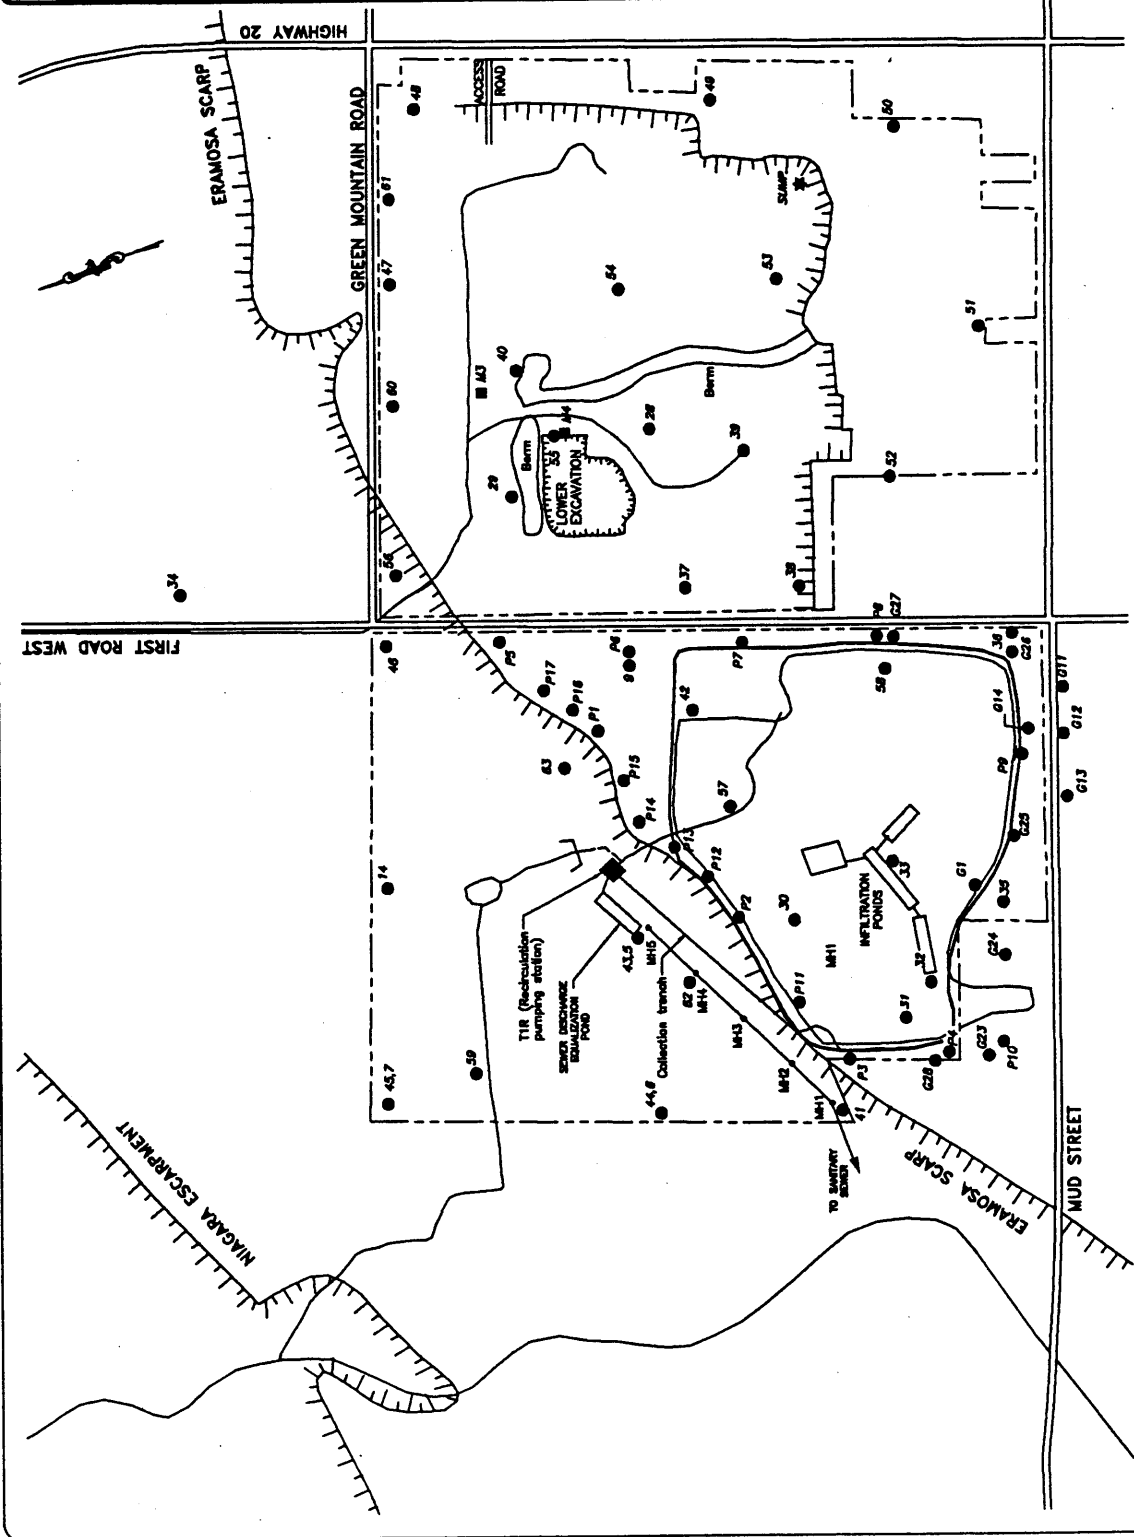 HIGHWAY 20
ERAMOSA SCARP
GREEN MOUNTAIN ROAD
ACCESS
ROAD
48
49
50
61
SUMP
47
54
53
51
40
M3
60
Berm
28
39
M4
55
Berm
29
LOWER
EXCAVATION
52
56
34
37
38
FIRST ROAD WEST
46
P5
P6
9
P7
P8
G27
36
G26
G11
P17
P16
P1
42
58
G14
G12
63
P15
P9
G13
P14
57
P13
G25
P12
33
G1
14
35
P2
30
INFILTRATION
PONDS
T1R (Recirculation
pumping station)
43,5
MH5
MH1
G24
32
SEWER DISCHARGE
EQUALIZATION
POND
62
MH4
P11
31
Collection trench
MH3
59
P4
G23
P10
45,7
44,6
MH2
P3
G28
MH1
41
NIAGARA ESCARPMENT
TO SANITARY
SEWER
ERAMOSA SCARP
MUD STREET